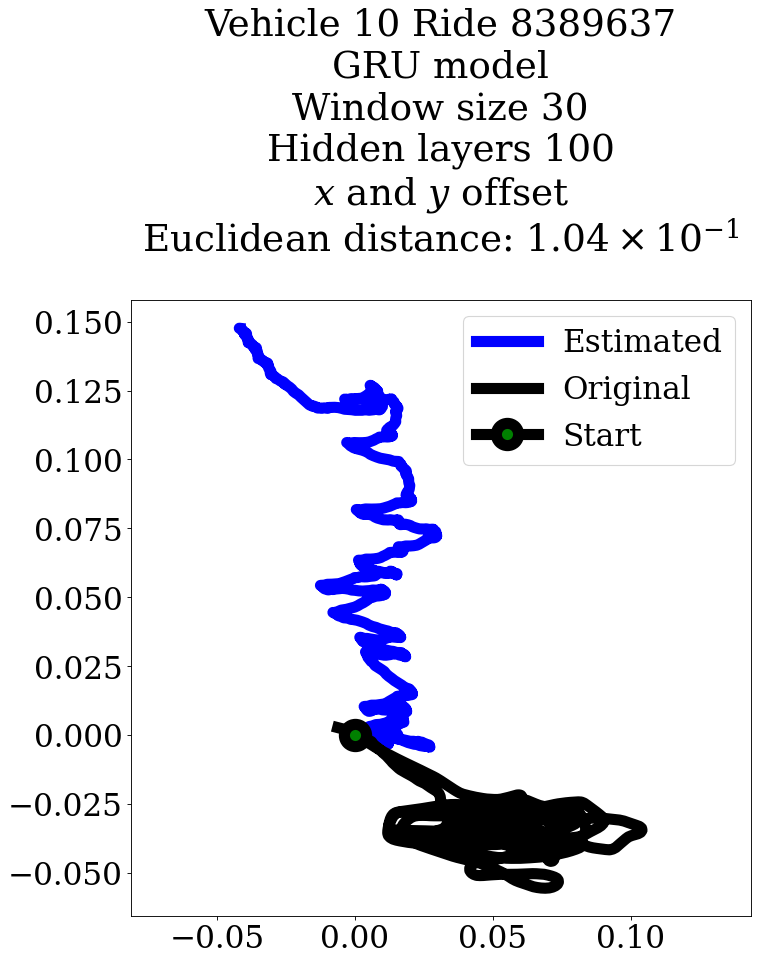 Vehicle 10 Ride 8389637
GRU model
Window size 30
Hidden layers 100
x and y offset
Euclidean distance: 1.04 × 10⁻¹
Estimated
Original
Start
0.150
0.125
0.100
0.075
0.050
0.025
0.000
−0.025
−0.050
−0.05 0.00 0.05 0.10